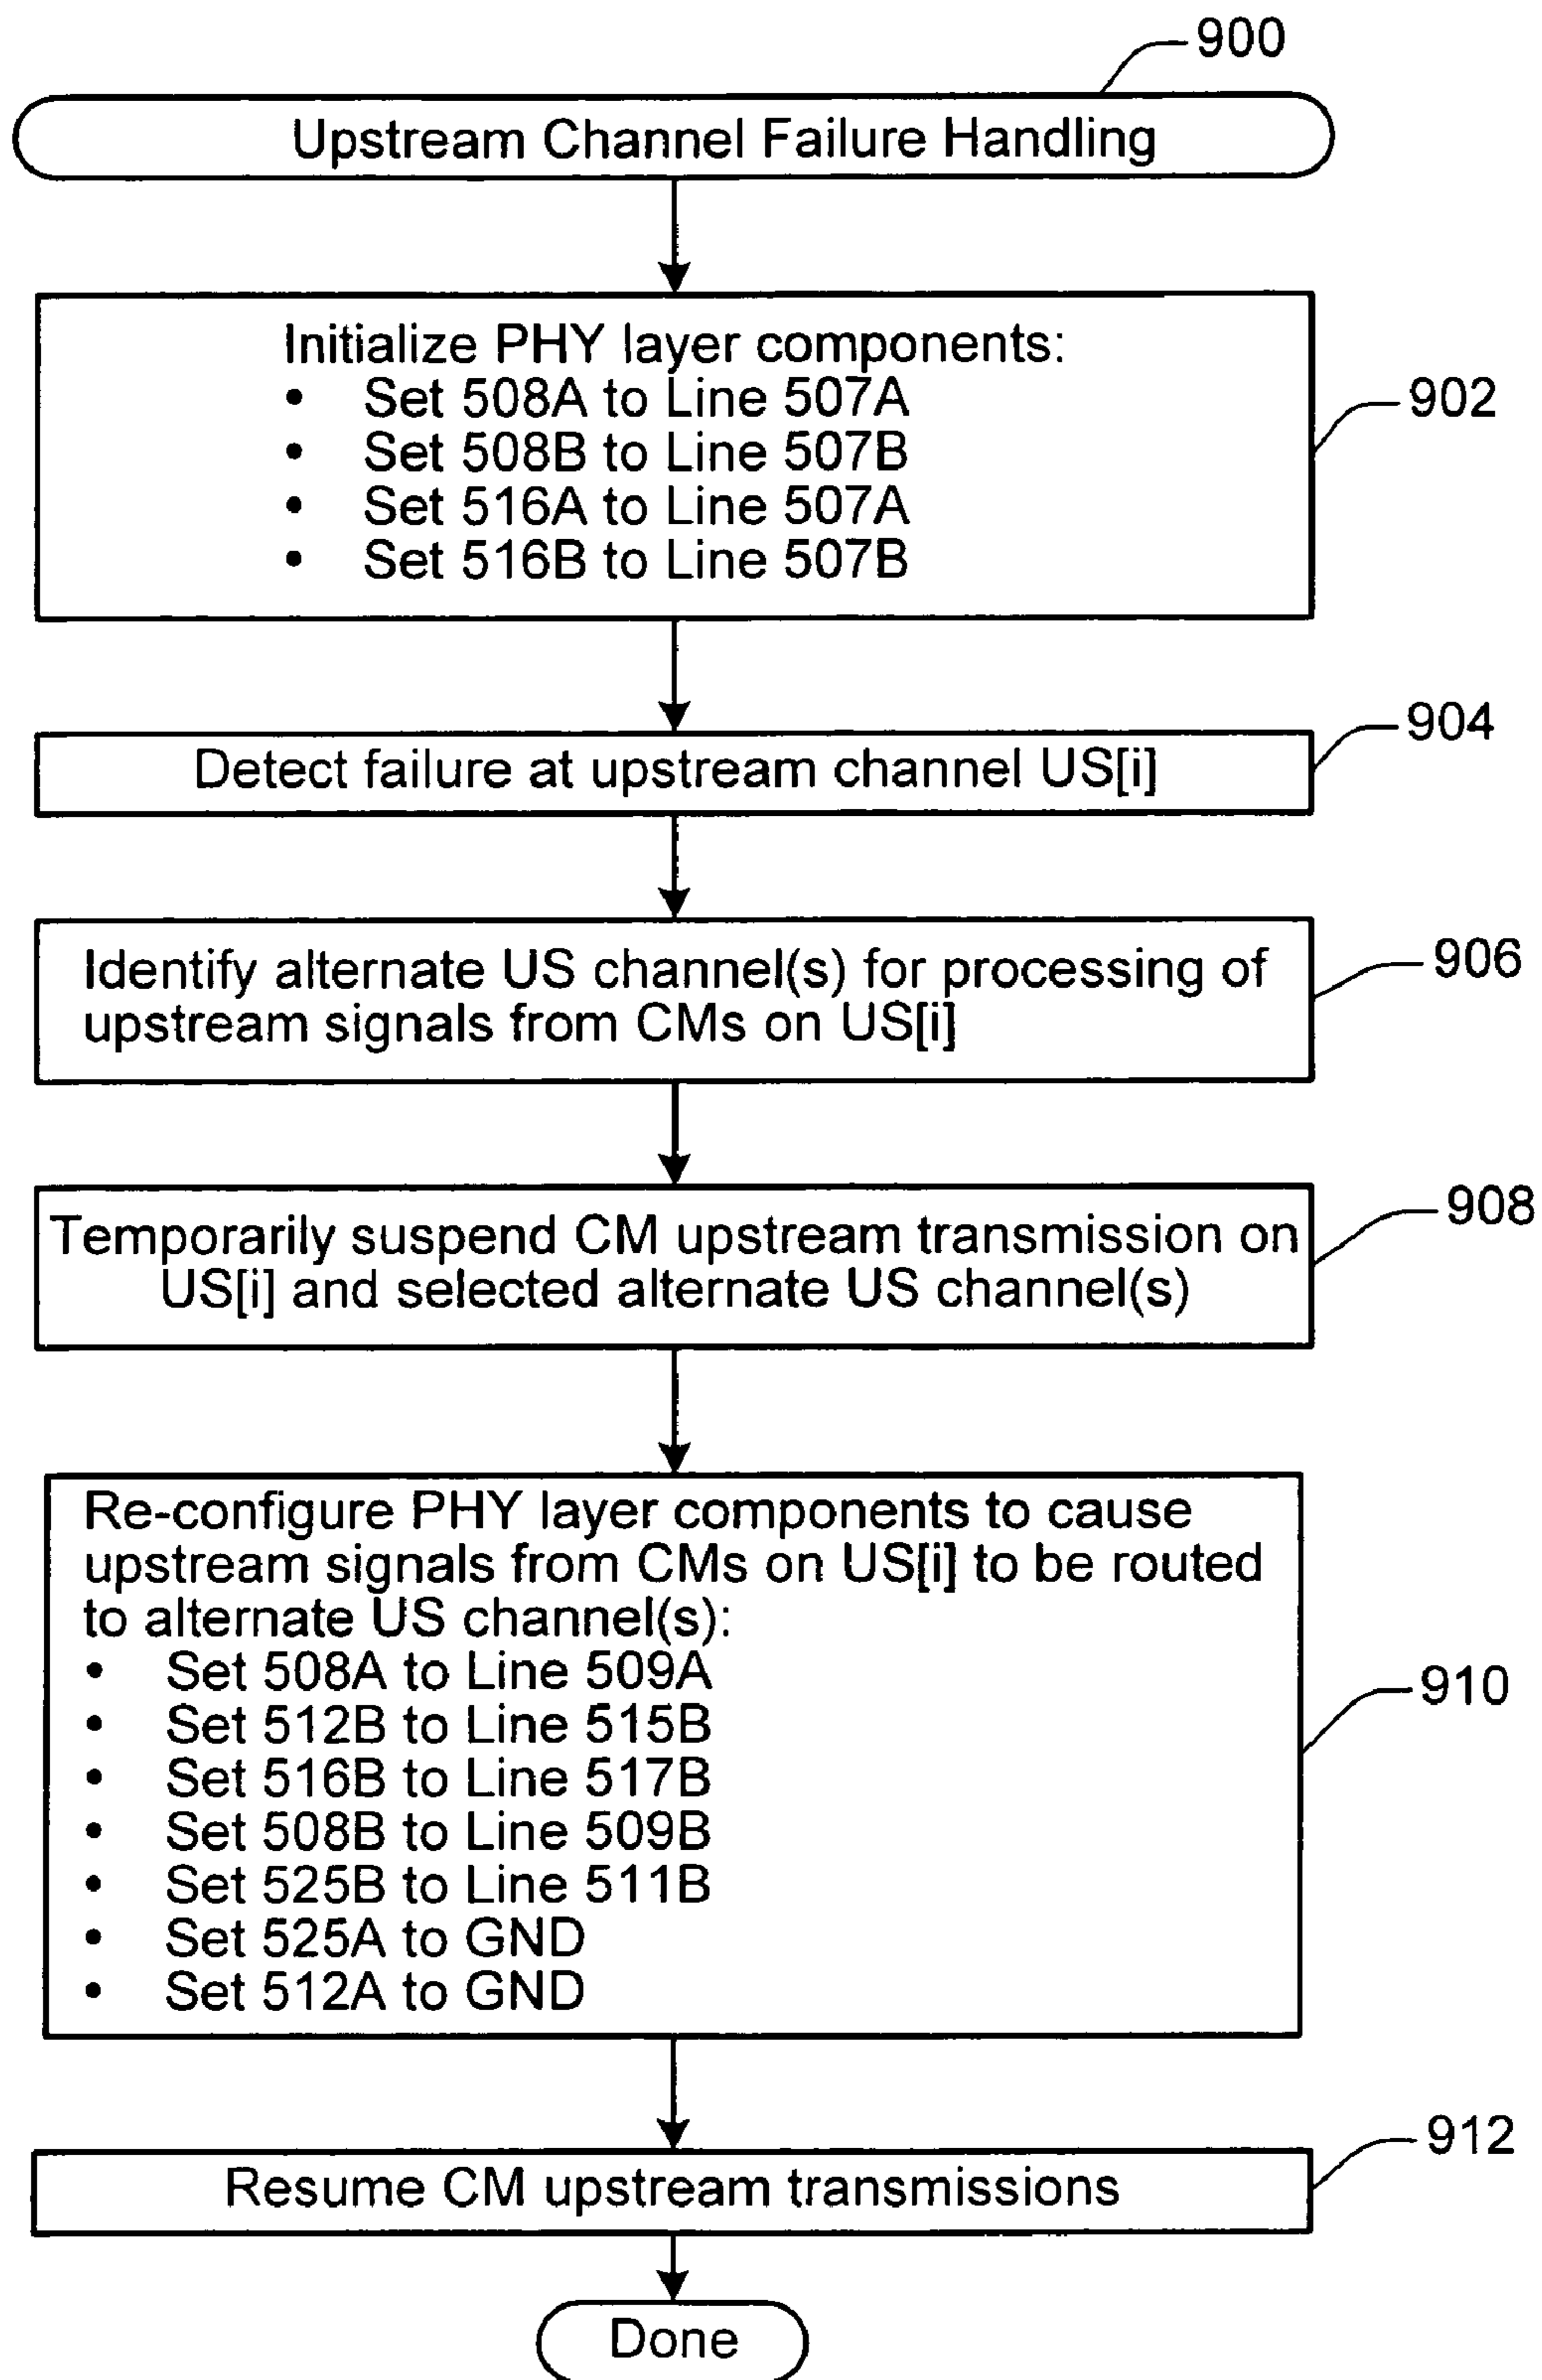 900
Upstream Channel Failure Handling
Initialize PHY layer components:
• Set 508A to Line 507A
• Set 508B to Line 507B
• Set 516A to Line 507A
• Set 516B to Line 507B
902
Detect failure at upstream channel US[i]
904
Identify alternate US channel(s) for processing of
upstream signals from CMs on US[i]
906
Temporarily suspend CM upstream transmission on
US[i] and selected alternate US channel(s)
908
Re-configure PHY layer components to cause
upstream signals from CMs on US[i] to be routed
to alternate US channel(s):
• Set 508A to Line 509A
• Set 512B to Line 515B
• Set 516B to Line 517B
• Set 508B to Line 509B
• Set 525B to Line 511B
• Set 525A to GND
• Set 512A to GND
910
Resume CM upstream transmissions
912
Done